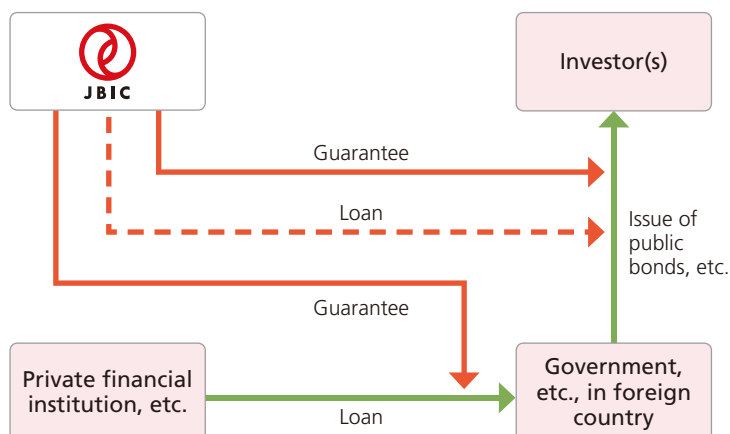 JBIC
Investor(s)
Guarantee
Loan
Issue of
public
bonds, etc.
Guarantee
Private financial
institution, etc.
Loan
Government,
etc., in foreign
country